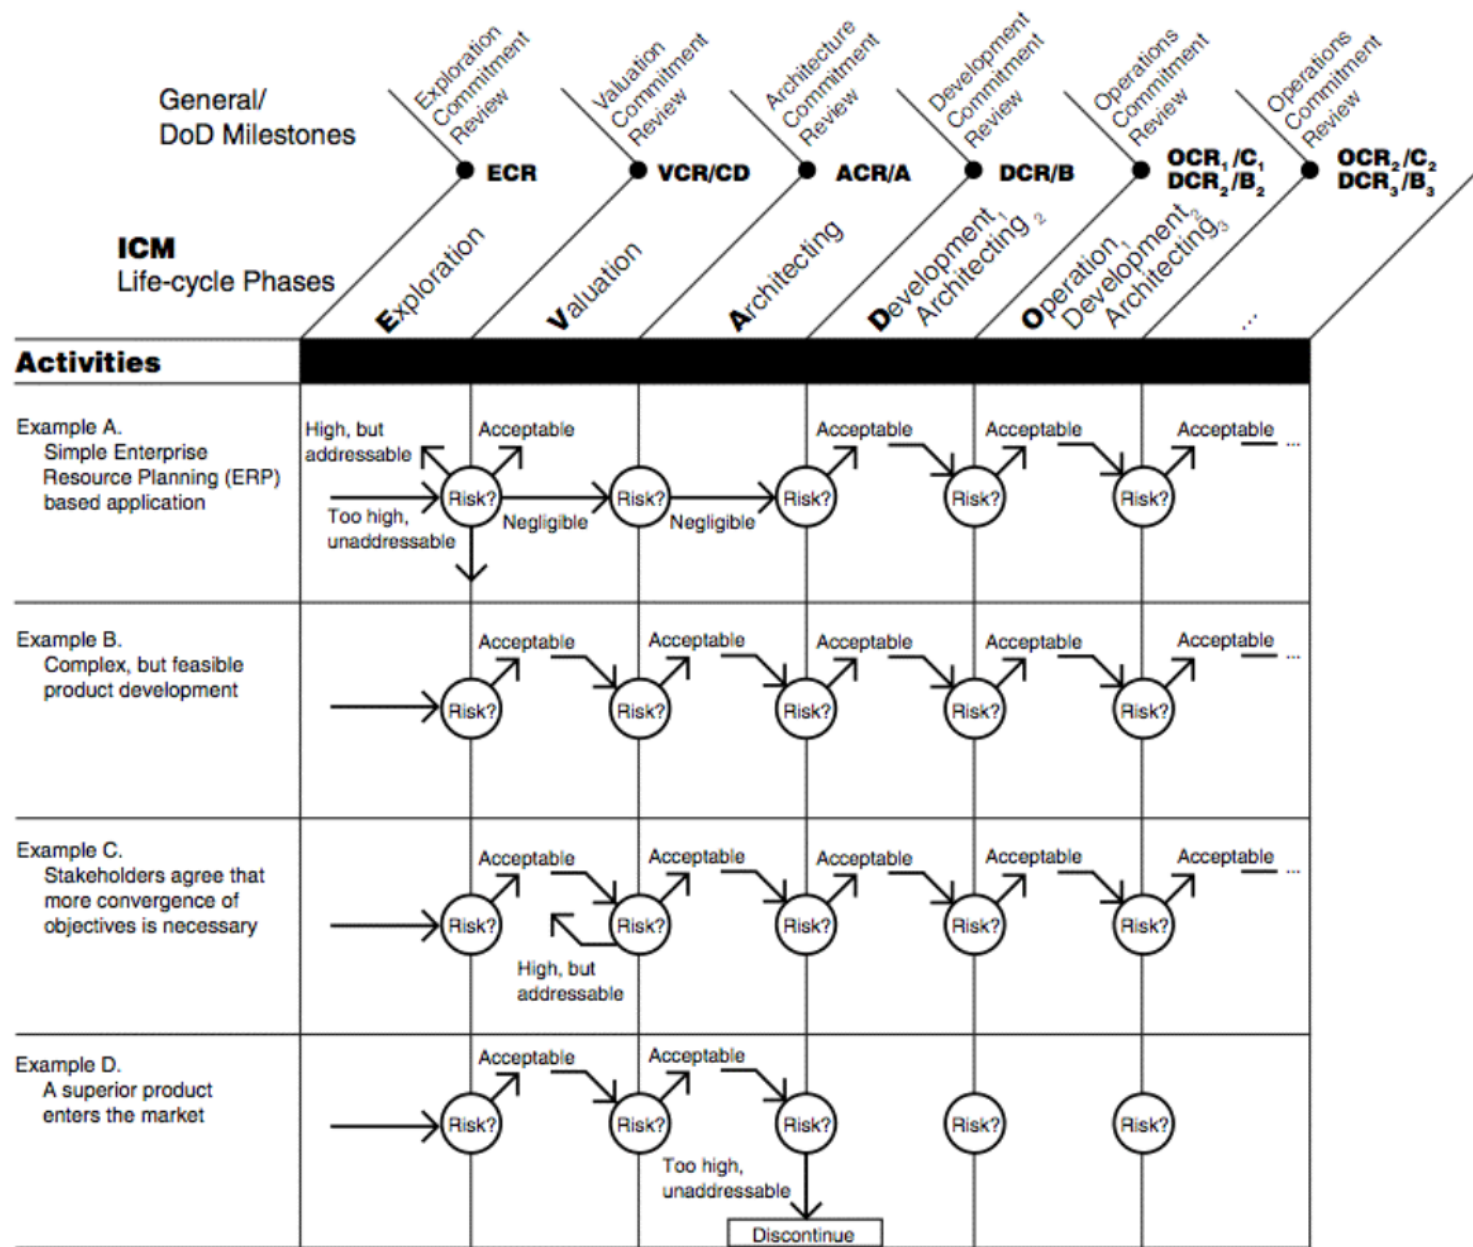 General/
DoD Milestones
Exploration
Commitment
Review
Valuation
Commitment
Review
Architecture
Commitment
Review
Development
Commitment
Review
Operations
Commitment
Review
Operations
Commitment
Review
ECR
VCR/CD
ACR/A
DCR/B
OCR₁/C₁
DCR₂/B₂
OCR₂/C₂
DCR₃/B₃
ICM
Life-cycle Phases
Exploration
Valuation
Architecting
Development₁
Architecting₂
Operation₁
Development₂
Architecting₃
...
Activities
Example A.
Simple Enterprise
Resource Planning (ERP)
based application
High, but
addressable
Acceptable
Acceptable
Acceptable
Acceptable
...
Risk?
Risk?
Risk?
Risk?
Risk?
Too high,
unaddressable
Negligible
Negligible
Example B.
Complex, but feasible
product development
Acceptable
Acceptable
Acceptable
Acceptable
Acceptable
...
Risk?
Risk?
Risk?
Risk?
Risk?
Example C.
Stakeholders agree that
more convergence of
objectives is necessary
Acceptable
Acceptable
Acceptable
Acceptable
Acceptable
...
Risk?
Risk?
Risk?
Risk?
Risk?
High, but
addressable
Example D.
A superior product
enters the market
Acceptable
Acceptable
Risk?
Risk?
Risk?
Risk?
Risk?
Too high,
unaddressable
Discontinue